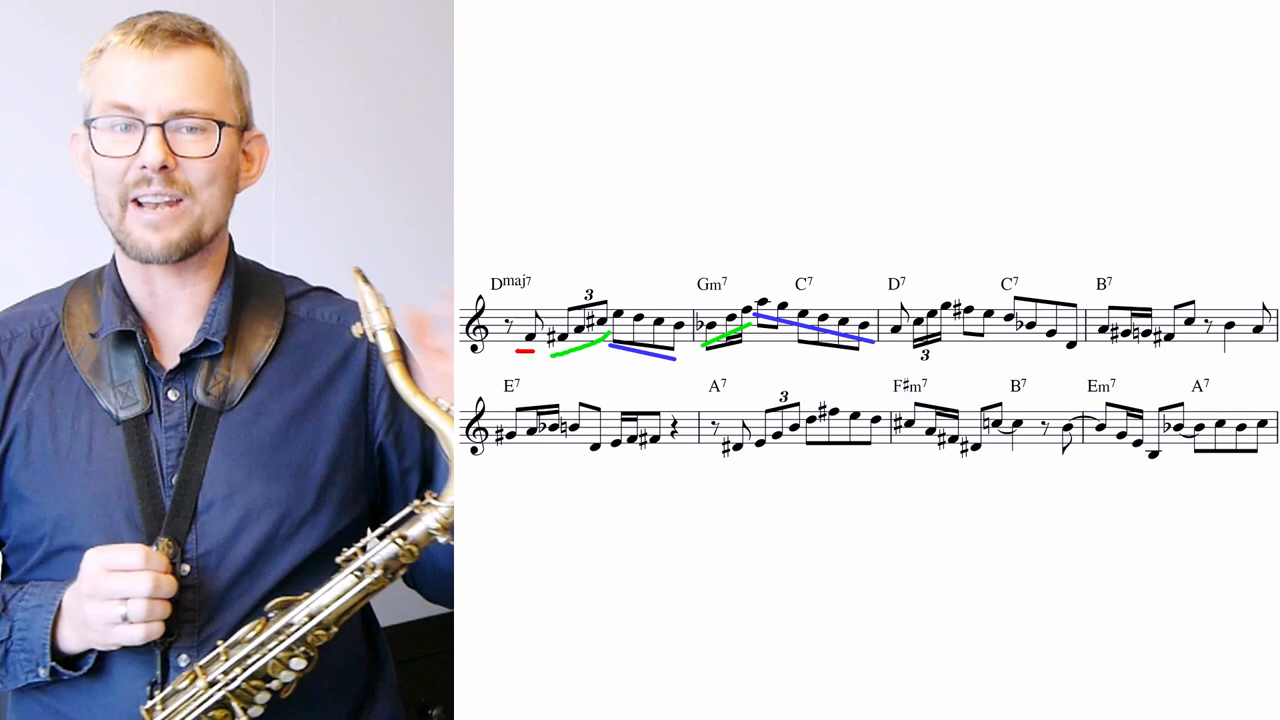 Dmaj7 Gm7 C7 D7 C7 B7
3 3
E7 A7 F♯m7 B7 Em7 A7
3